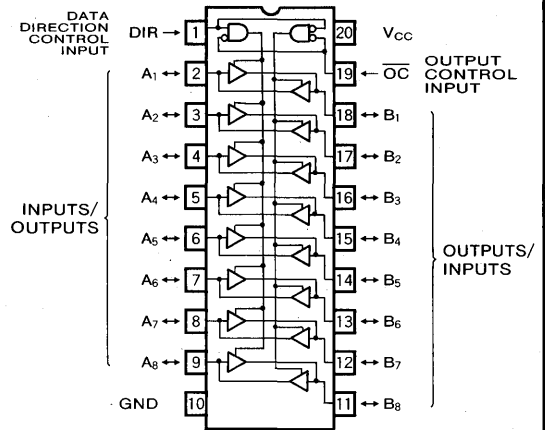 DATA
DIRECTION
CONTROL
INPUT
DIR → 1
20 VCC
A₁ ↔ 2
19 ← O̅C̅ OUTPUT
CONTROL
INPUT
A₂ ↔ 3
18 ↔ B₁
A₃ ↔ 4
17 ↔ B₂
A₄ ↔ 5
16 ↔ B₃
INPUTS/
OUTPUTS
A₅ ↔ 6
15 ↔ B₄
A₆ ↔ 7
14 ↔ B₅
OUTPUTS/
INPUTS
A₇ ↔ 8
13 ↔ B₆
A₈ ↔ 9
12 ↔ B₇
GND 10
11 ↔ B₈